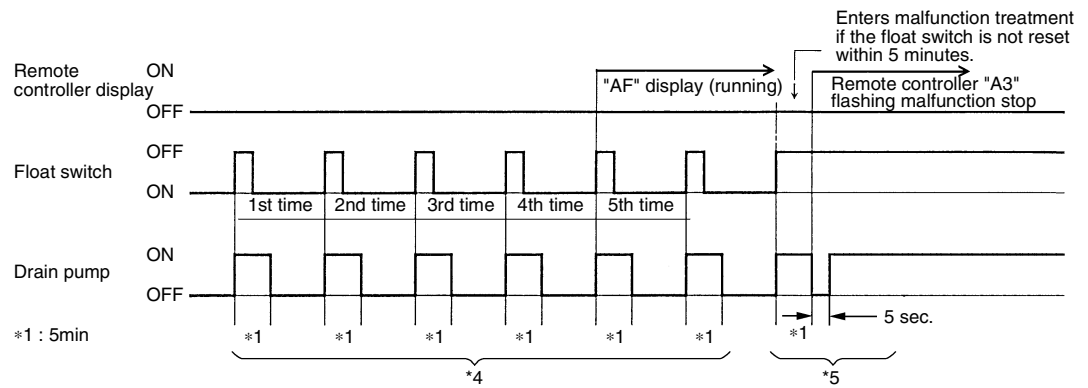 Enters malfunction treatment
if the float switch is not reset
within 5 minutes.
Remote
controller display
ON
OFF
"AF" display (running)
Remote controller "A3"
flashing malfunction stop
Float switch
OFF
ON
1st time
2nd time
3rd time
4th time
5th time
Drain pump
ON
OFF
5 sec.
*1 : 5min
*1
*1
*1
*1
*1
*1
*1
*4
*5